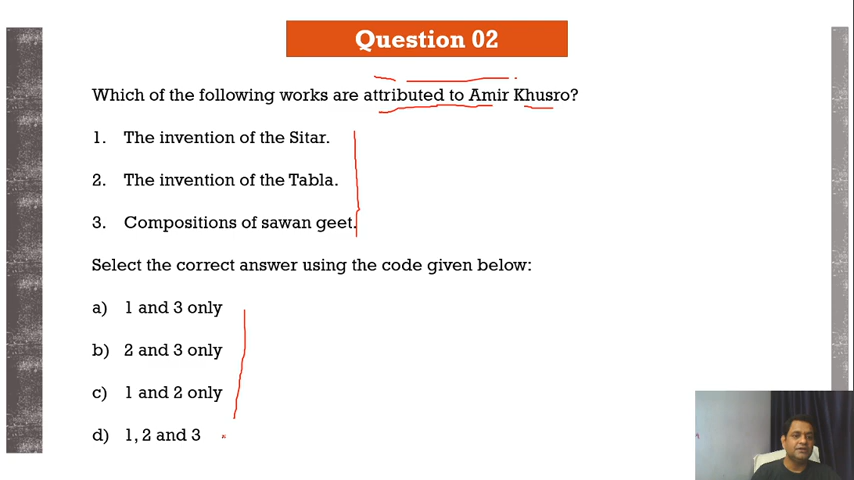 Question 02
Which of the following works are attributed to Amir Khusro?
1. The invention of the Sitar.
2. The invention of the Tabla.
3. Compositions of sawan geet.
Select the correct answer using the code given below:
a) 1 and 3 only
b) 2 and 3 only
c) 1 and 2 only
d) 1, 2 and 3